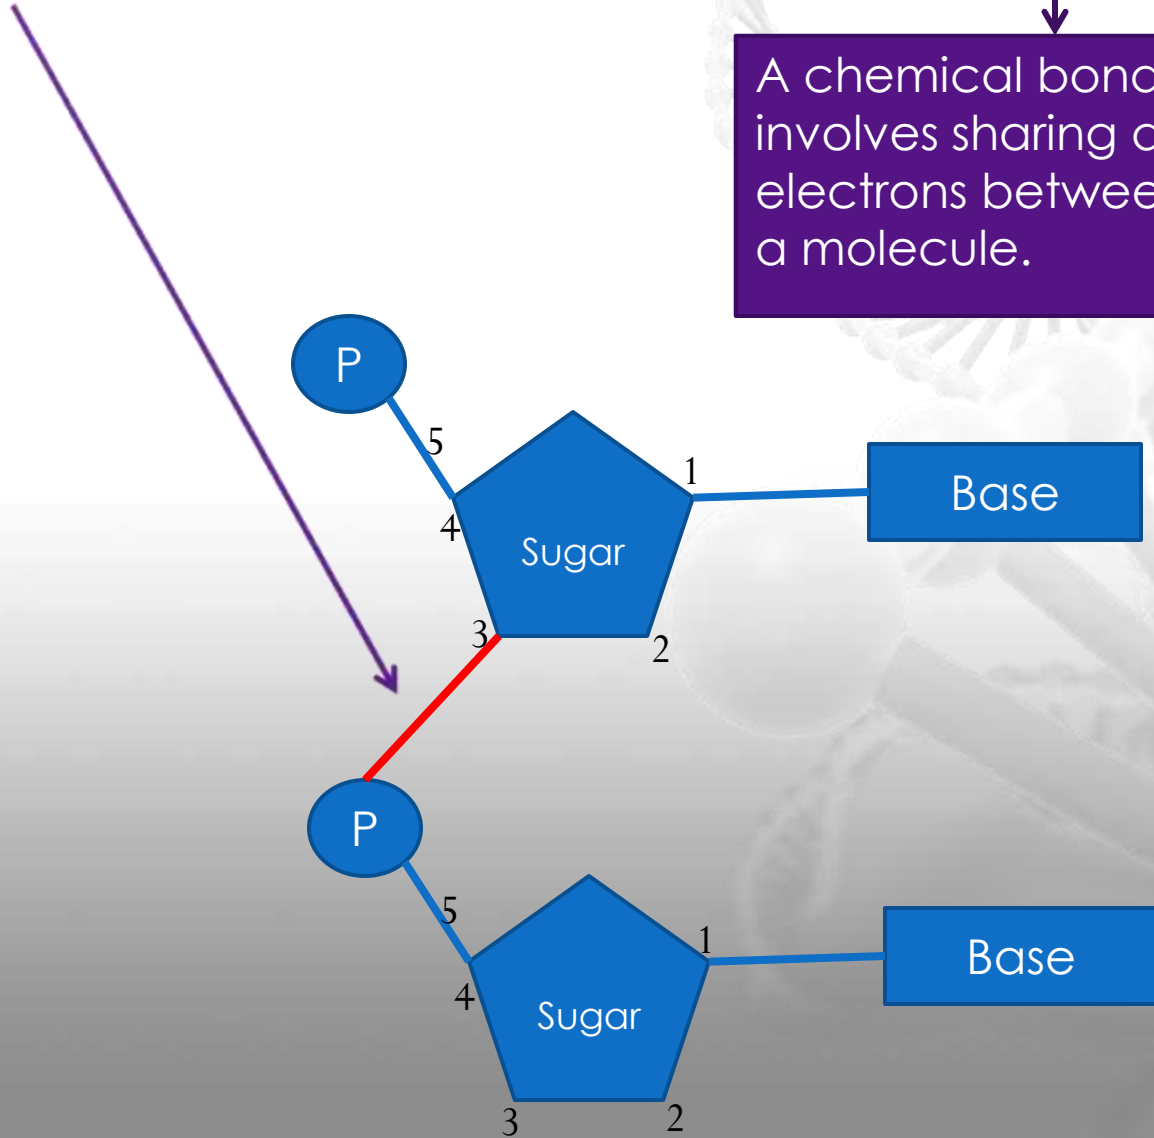 A chemical bond
involves sharing
electrons between
a molecule.
P
5
1
Base
4
Sugar
3
2
P
5
1
Base
4
Sugar
3
2